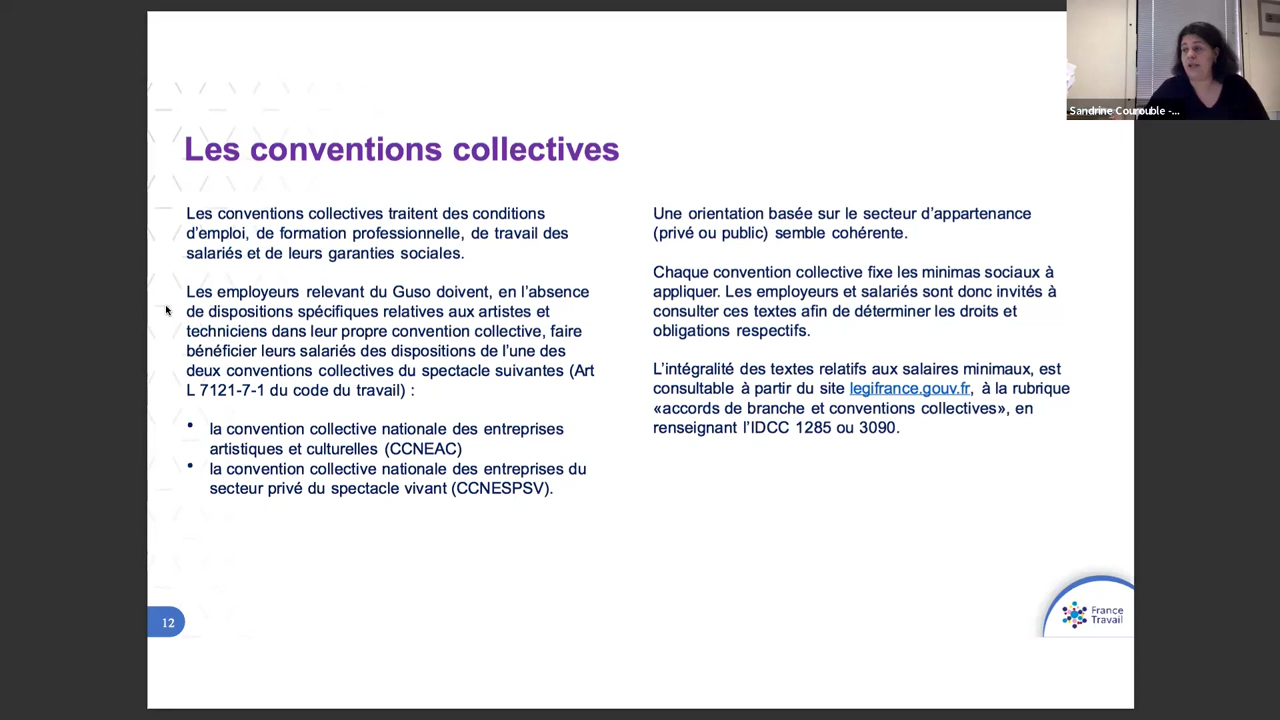 Les conventions collectives
Les conventions collectives traitent des conditions
d'emploi, de formation professionnelle, de travail des
salariés et de leurs garanties sociales.
Les employeurs relevant du Guso doivent, en l'absence
de dispositions spécifiques relatives aux artistes et
techniciens dans leur propre convention collective, faire
bénéficier leurs salariés des dispositions de l'une des
deux conventions collectives du spectacle suivantes (Art
L 7121-7-1 du code du travail) :
• la convention collective nationale des entreprises
artistiques et culturelles (CCNEAC)
• la convention collective nationale des entreprises du
secteur privé du spectacle vivant (CCNESPSV).
Une orientation basée sur le secteur d'appartenance
(privé ou public) semble cohérente.
Chaque convention collective fixe les minimas sociaux à
appliquer. Les employeurs et salariés sont donc invités à
consulter ces textes afin de déterminer les droits et
obligations respectifs.
L'intégralité des textes relatifs aux salaires minimaux, est
consultable à partir du site legifrance.gouv.fr, à la rubrique
«accords de branche et conventions collectives», en
renseignant l'IDCC 1285 ou 3090.
12
France
Travail
Sandrine Courouble -...